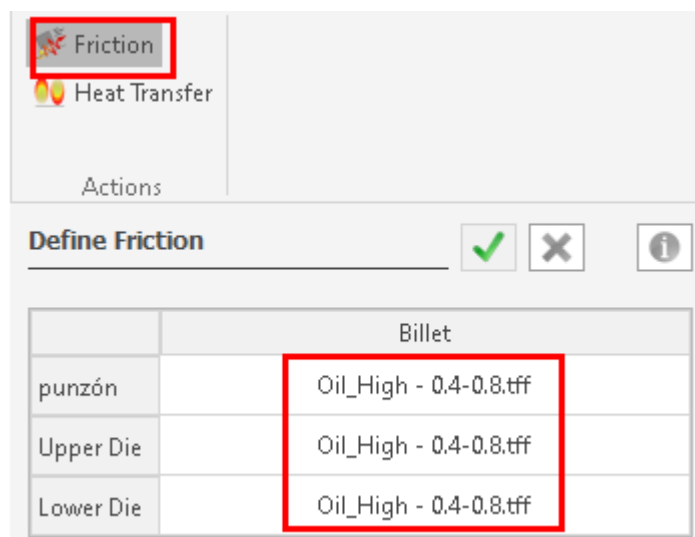 Friction
Heat Transfer
Actions
Define Friction
Billet
punzón Oil_High - 0.4-0.8.tff
Upper Die Oil_High - 0.4-0.8.tff
Lower Die Oil_High - 0.4-0.8.tff